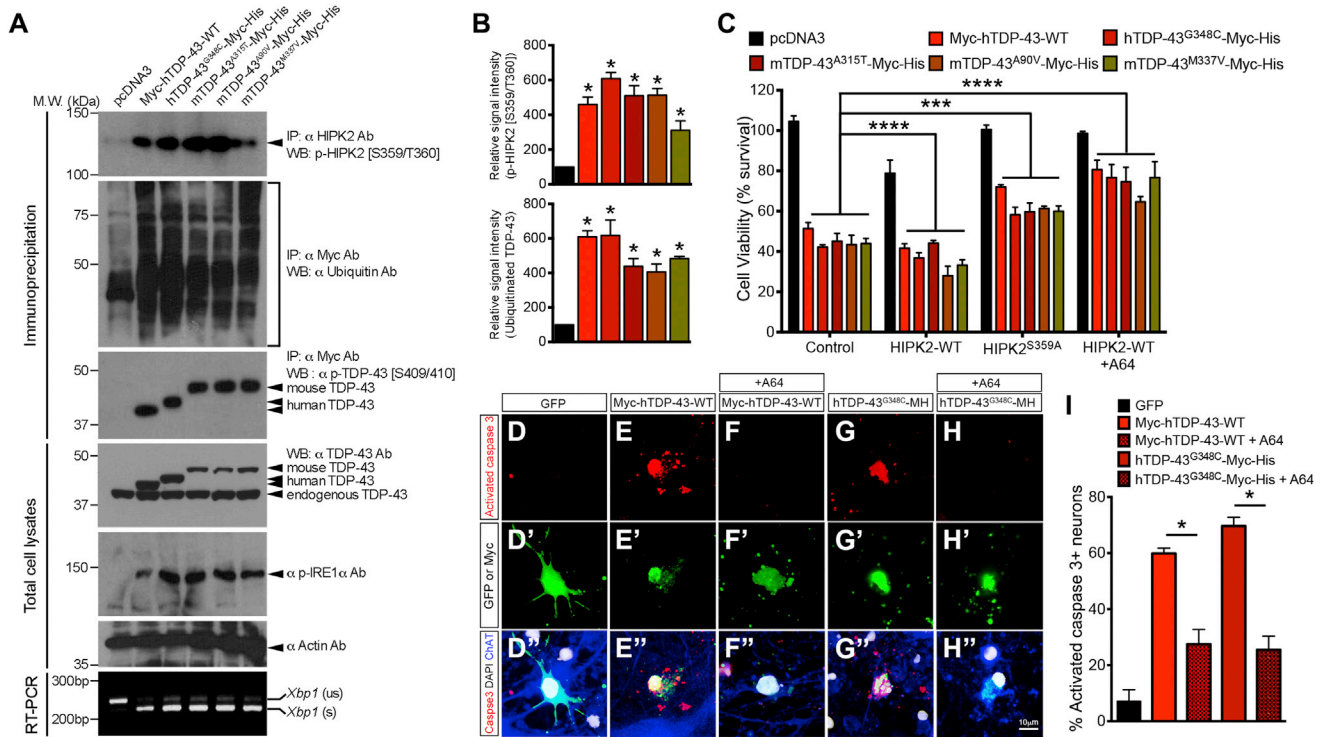 A
M.W. (kDa)
pcDNA3
Myc-hTDP-43-WT
hTDP-43G348C-Myc-His
mTDP-43A315T-Myc-His
mTDP-43A90V-Myc-His
mTDP-43M337V-Myc-His
Immunoprecipitation
150
100
IP: α HIPK2 Ab
WB: p-HIPK2 [S359/T360]
75
50
IP: α Myc Ab
WB: α Ubiquitin Ab
50
37
IP: α Myc Ab
WB : α p-TDP-43 [S409/410]
mouse TDP-43
human TDP-43
Total cell lysates
50
37
WB: α TDP-43 Ab
mouse TDP-43
human TDP-43
endogenous TDP-43
150
α p-IRE1α Ab
35
α Actin Ab
RT-PCR
300bp
200bp
Xbp1 (us)
Xbp1 (s)
B
Relative signal intensity
(p-HIPK2 [S359/T360])
800
600
400
200
0
* * * * *
Relative signal intensity
(Ubiquitinated TDP-43)
800
600
400
200
0
* * * * *
C
pcDNA3
Myc-hTDP-43-WT
hTDP-43G348C-Myc-His
mTDP-43A315T-Myc-His
mTDP-43A90V-Myc-His
mTDP-43M337V-Myc-His
Cell Viability (% survival)
120
100
80
60
40
20
0
****
***
****
Control
HIPK2-WT
HIPK2S359A
HIPK2-WT
+A64
GFP
Myc-hTDP-43-WT
+A64
Myc-hTDP-43-WT
hTDP-43G348C-MH
+A64
hTDP-43G348C-MH
Activated caspase 3
D
E
F
G
H
GFP or Myc
D'
E'
F'
G'
H'
Caspse3 DAPI ChAT
D"
E"
F"
G"
H"
10μm
I
GFP
Myc-hTDP-43-WT
Myc-hTDP-43-WT + A64
hTDP-43G348C-Myc-His
hTDP-43G348C-Myc-His + A64
% Activated caspase 3+ neurons
80
60
40
20
0
*
*